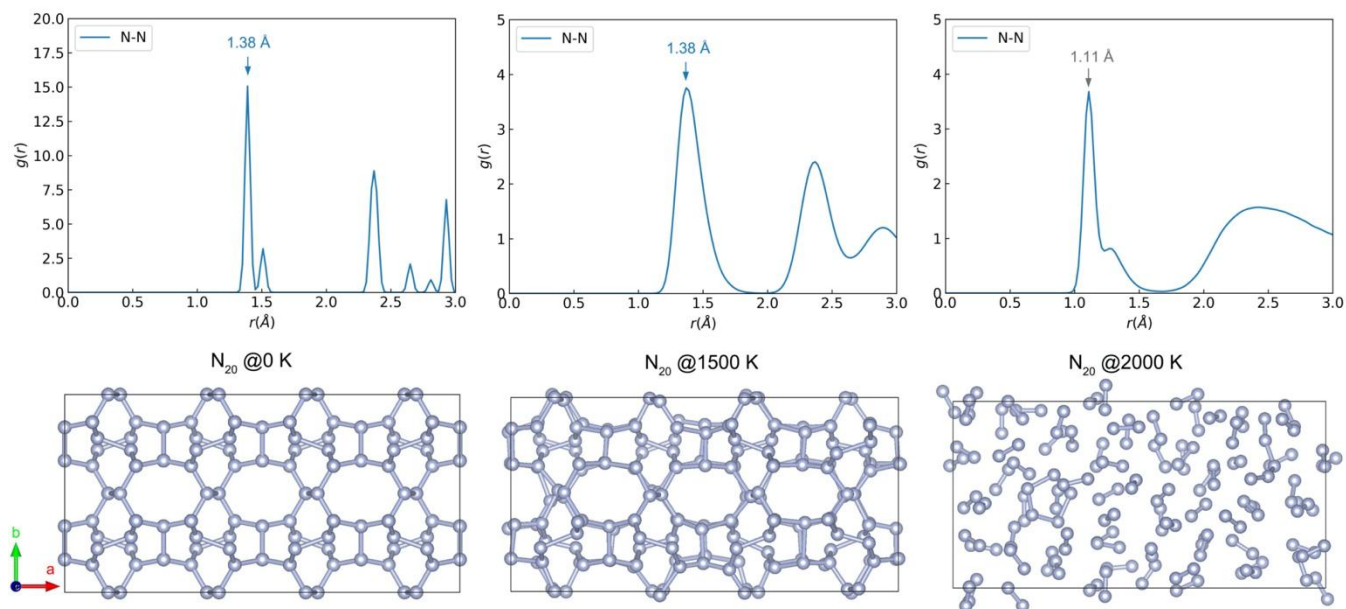 20.0
17.5
15.0
12.5
10.0
7.5
5.0
2.5
0.0
g(r)
N-N
1.38 Å
0.0 0.5 1.0 1.5 2.0 2.5 3.0
r(Å)
5
4
3
2
1
0
g(r)
N-N
1.38 Å
0.0 0.5 1.0 1.5 2.0 2.5 3.0
r(Å)
5
4
3
2
1
0
g(r)
N-N
1.11 Å
0.0 0.5 1.0 1.5 2.0 2.5 3.0
r(Å)
N₂₀ @0 K
N₂₀ @1500 K
N₂₀ @2000 K
b
a